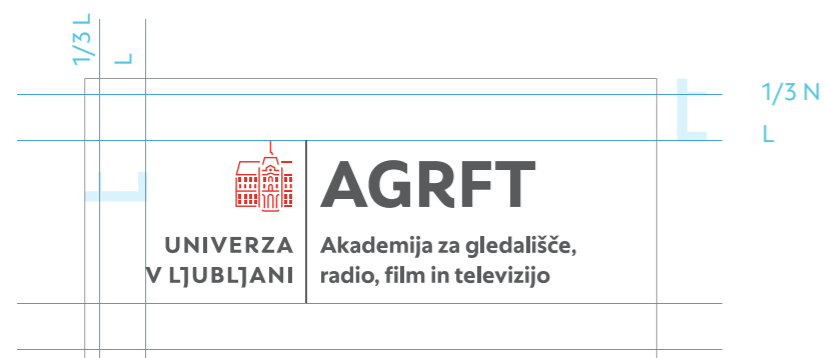 1/3 L
L
1/3 N
L
L
L
AGRFT
UNIVERZA
V LJUBLJANI
Akademija za gledališče,
radio, film in televizijo